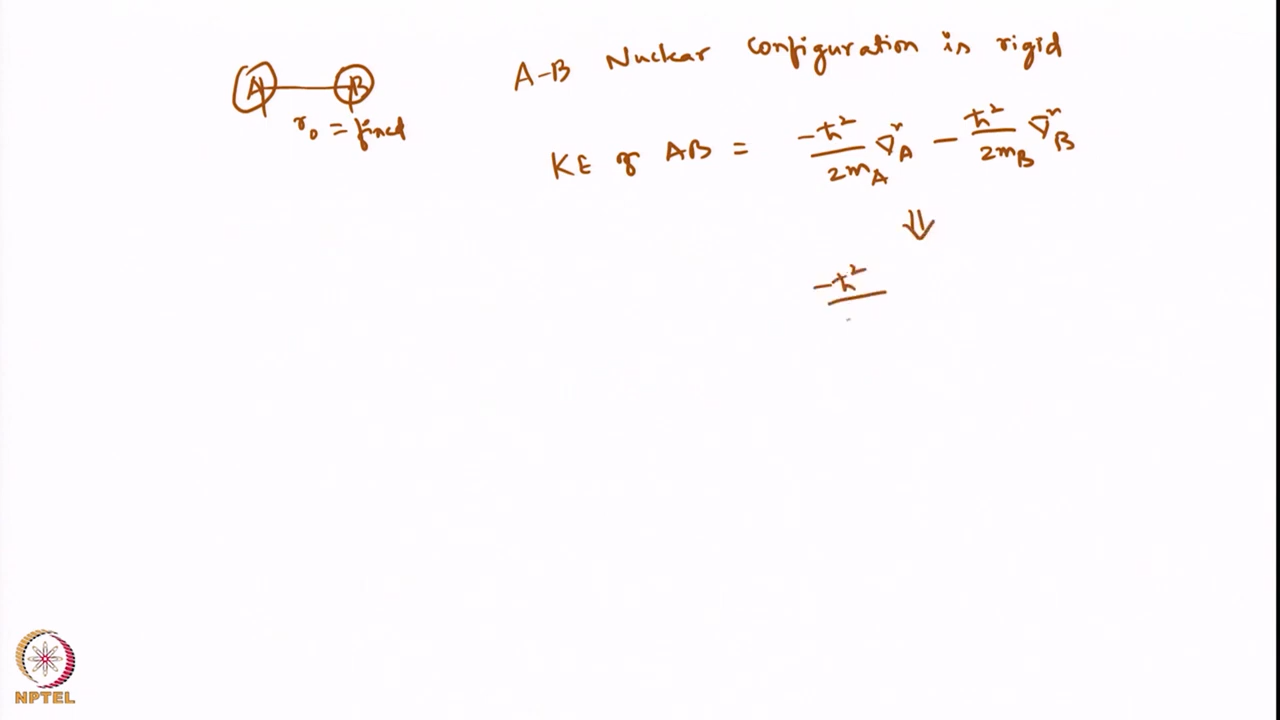 A B
r₀ = fixed
A-B Nuclear configuration is rigid
KE of AB = -ħ²/2m_A ∇²_A - ħ²/2m_B ∇²_B
⇓
-ħ²
NPTEL